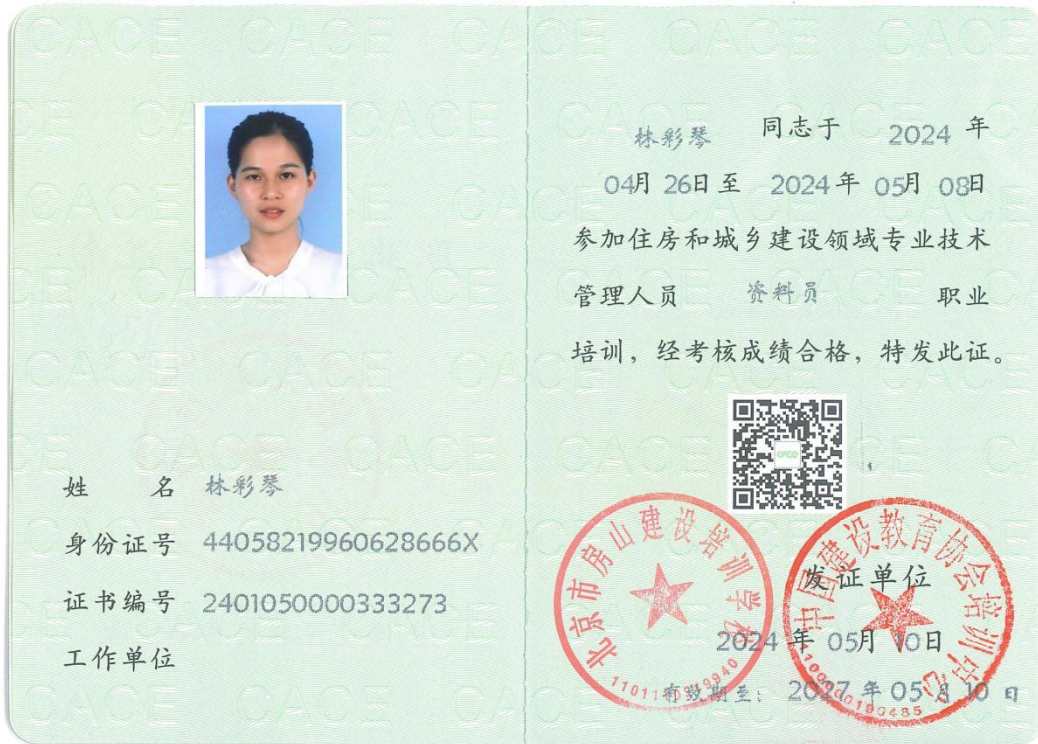 林彩琴 同志于 2024 年
04月 26日至 2024年 05月 08日
参加住房和城乡建设领域专业技术
管理人员 资料员 职业
培训，经考核成绩合格，特发此证。
姓 名 林彩琴
身份证号 44058219960628666X
证书编号 2401050000333273
工作单位
北京市房山建设培训学校
中国建设教育协会培训中心
发证单位
2024 年 05月 10日
有效期至： 2027 年 05 月 10 日
CACE